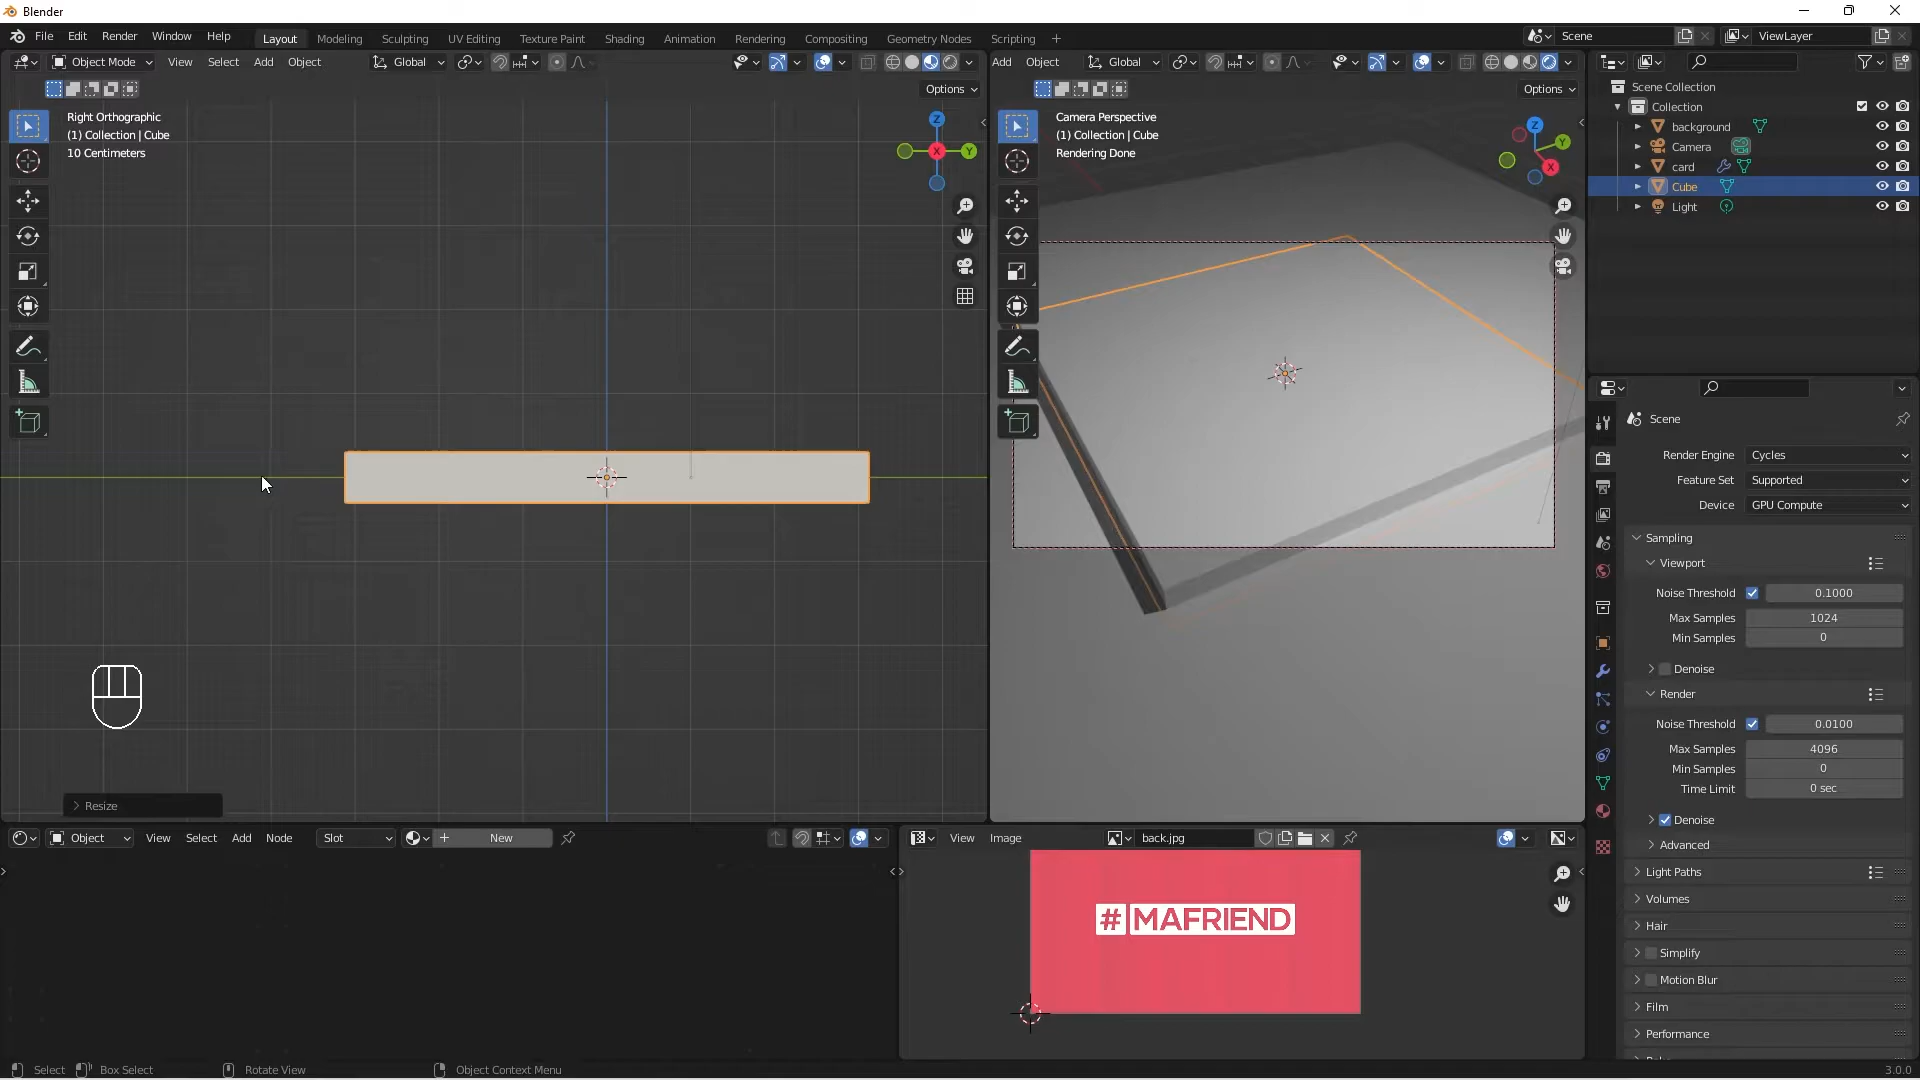 Blender
File Edit Render Window Help
Layout Modeling Sculpting UV Editing Texture Paint Shading Animation Rendering Compositing Geometry Nodes Scripting +
Scene
ViewLayer
Object Mode View Select Add Object Global
Add Object Global
Options
Options
Right Orthographic
(1) Collection | Cube
10 Centimeters
Z
Y
X
Camera Perspective
(1) Collection | Cube
Rendering Done
Z
Y
X
Scene Collection
Collection
background
Camera
card
Cube
Light
Scene
Render Engine Cycles
Feature Set Supported
Device GPU Compute
Sampling
Viewport
Noise Threshold 0.1000
Max Samples 1024
Min Samples 0
Denoise
Render
Noise Threshold 0.0100
Max Samples 4096
Min Samples 0
Time Limit 0 sec
Denoise
Advanced
Light Paths
Volumes
Hair
Simplify
Motion Blur
Film
Performance
Resize
Object View Select Add Node Slot New
View Image back.jpg
# MAFRIEND
Select Box Select Rotate View Object Context Menu
3.0.0